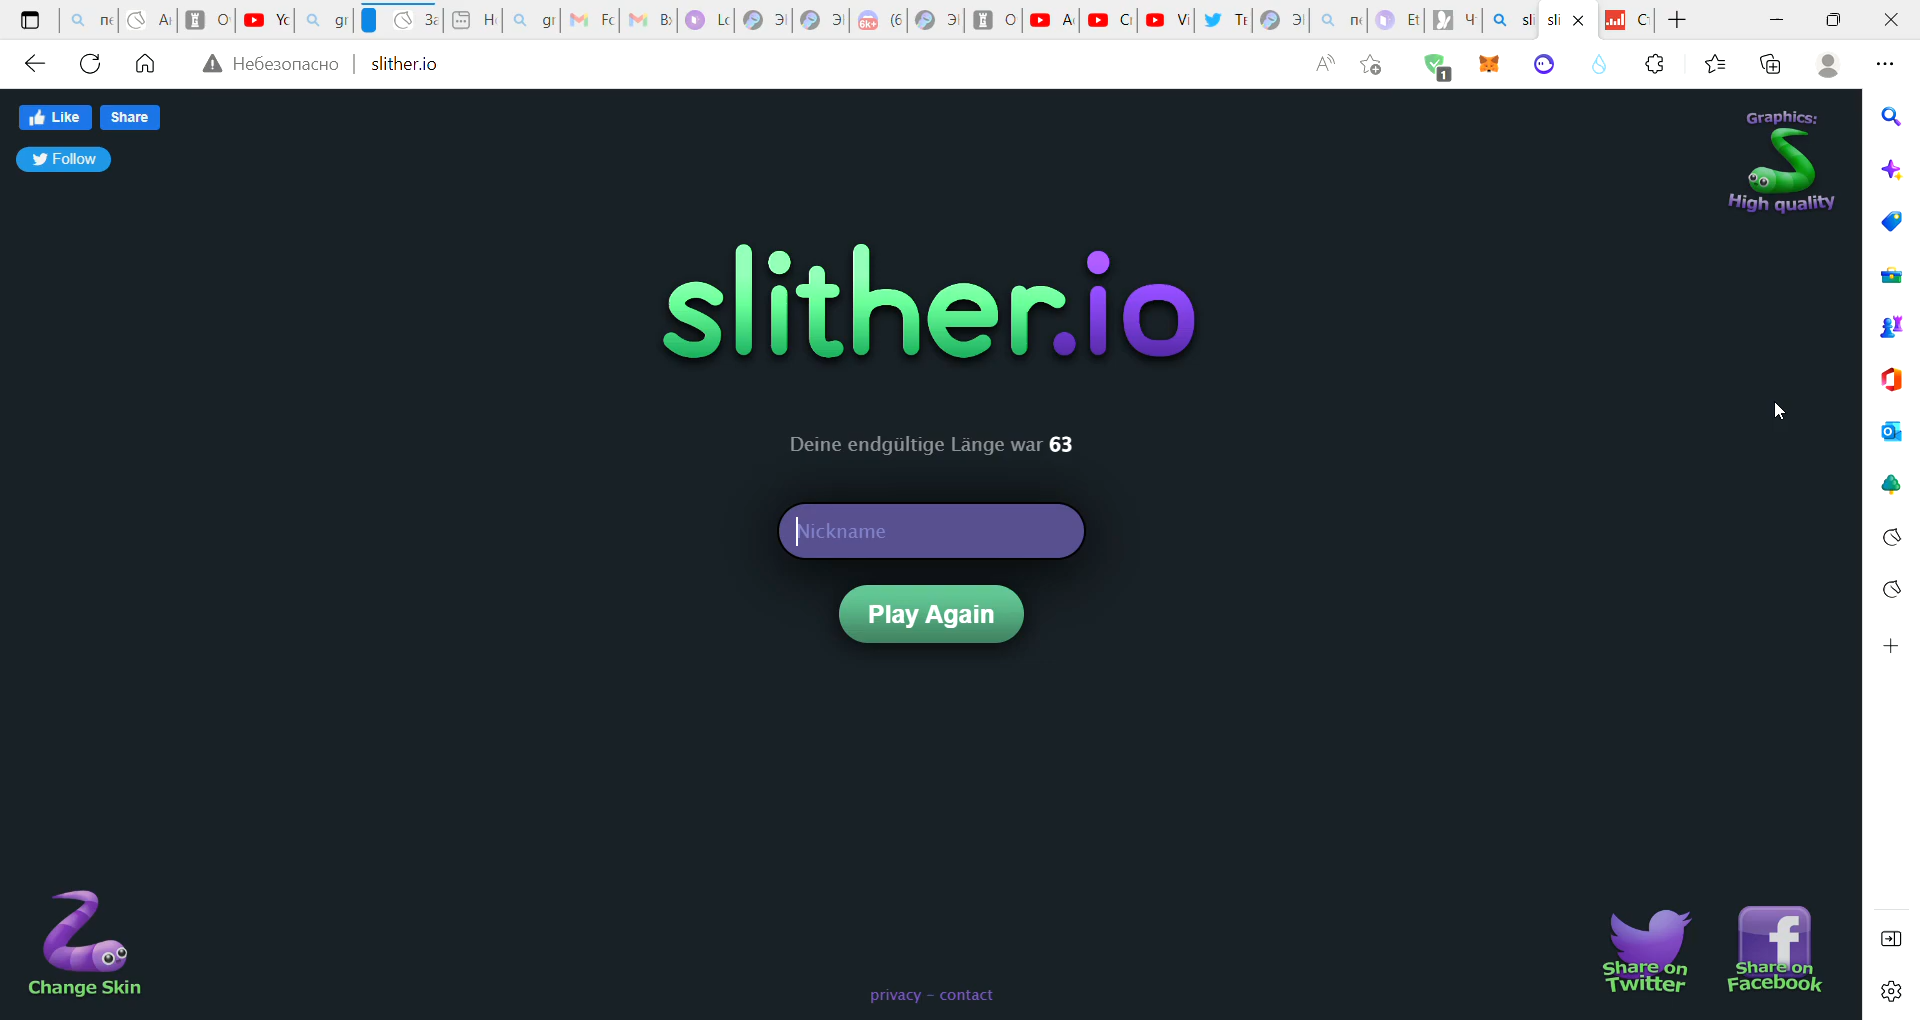 Yo
Небезопасно
slither.io
Like Share
Follow
Graphics:
High quality
slither.io
Deine endgültige Länge war 63
Nickname
Play Again
Change Skin
privacy - contact
Share on
Twitter
Share on
Facebook